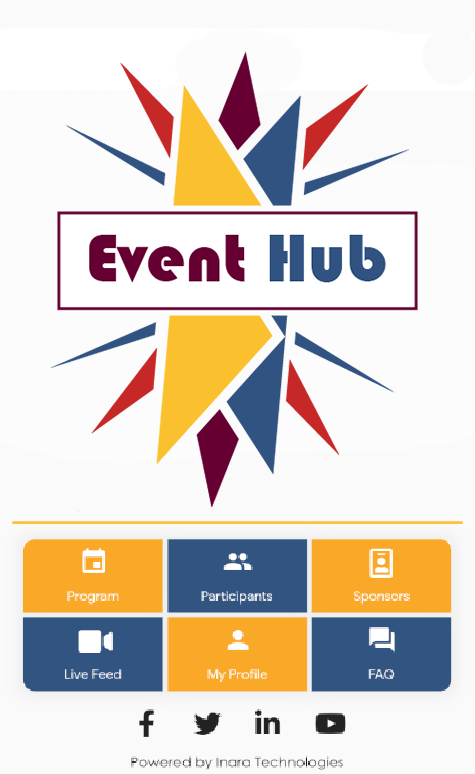 Event Hub
Program Participants Sponsors
Live Feed My Profile FAQ
Powered by Inara Technologies